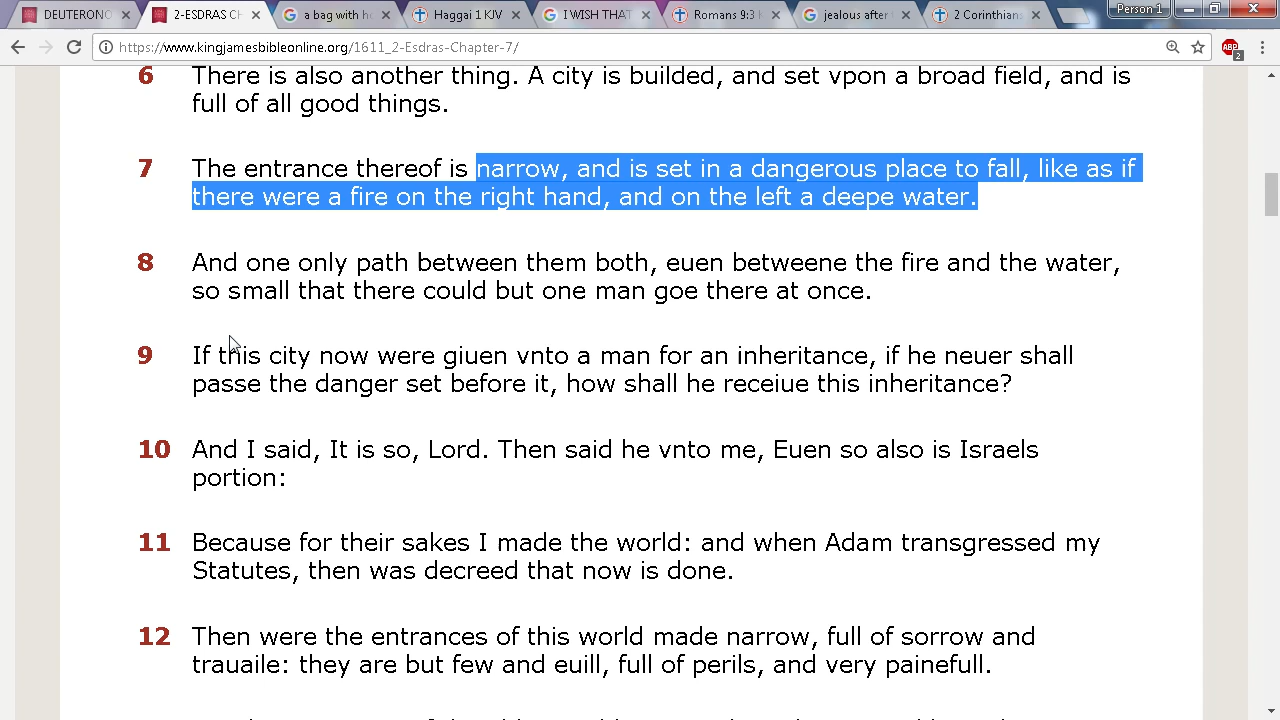 DEUTERONO
2-ESDRAS CH
a bag with ho
Haggai 1 KJV
I WISH THAT
Romans 9:3 K
jealous after
2 Corinthians
Person 1
https://www.kingjamesbibleonline.org/1611_2-Esdras-Chapter-7/
ABP
2
6 There is also another thing. A city is builded, and set vpon a broad field, and is
full of all good things.
7 The entrance thereof is narrow, and is set in a dangerous place to fall, like as if
there were a fire on the right hand, and on the left a deepe water.
8 And one only path between them both, euen betweene the fire and the water,
so small that there could but one man goe there at once.
9 If this city now were giuen vnto a man for an inheritance, if he neuer shall
passe the danger set before it, how shall he receiue this inheritance?
10 And I said, It is so, Lord. Then said he vnto me, Euen so also is Israels
portion:
11 Because for their sakes I made the world: and when Adam transgressed my
Statutes, then was decreed that now is done.
12 Then were the entrances of this world made narrow, full of sorrow and
trauaile: they are but few and euill, full of perils, and very painefull.